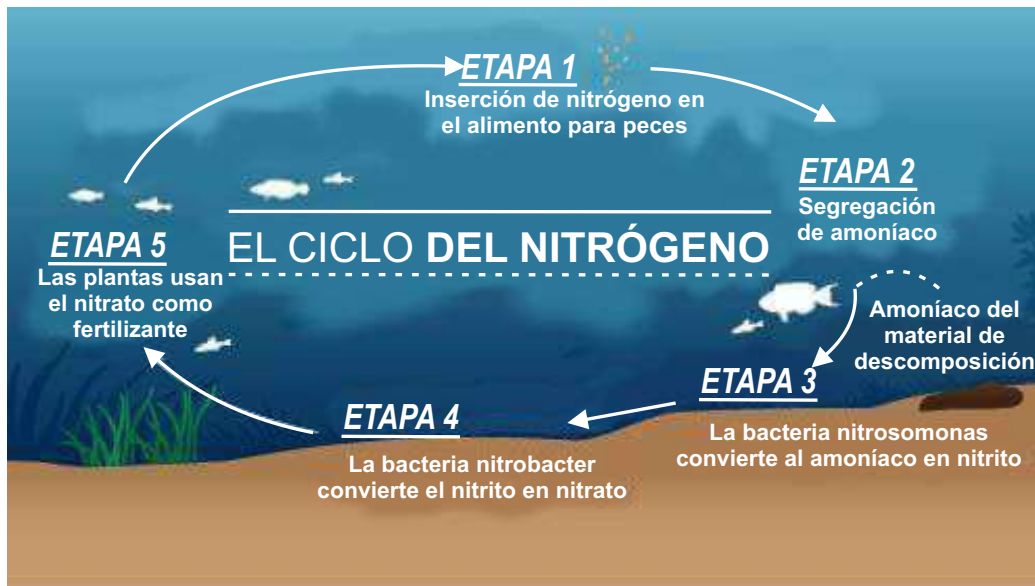 ETAPA 1
Inserción de nitrógeno en
el alimento para peces
ETAPA 2
Segregación
de amoníaco
EL CICLO DEL NITRÓGENO
ETAPA 5
Las plantas usan
el nitrato como
fertilizante
Amoníaco del
material de
descomposición
ETAPA 3
La bacteria nitrosomonas
convierte al amoníaco en nitrito
ETAPA 4
La bacteria nitrobacter
convierte el nitrito en nitrato